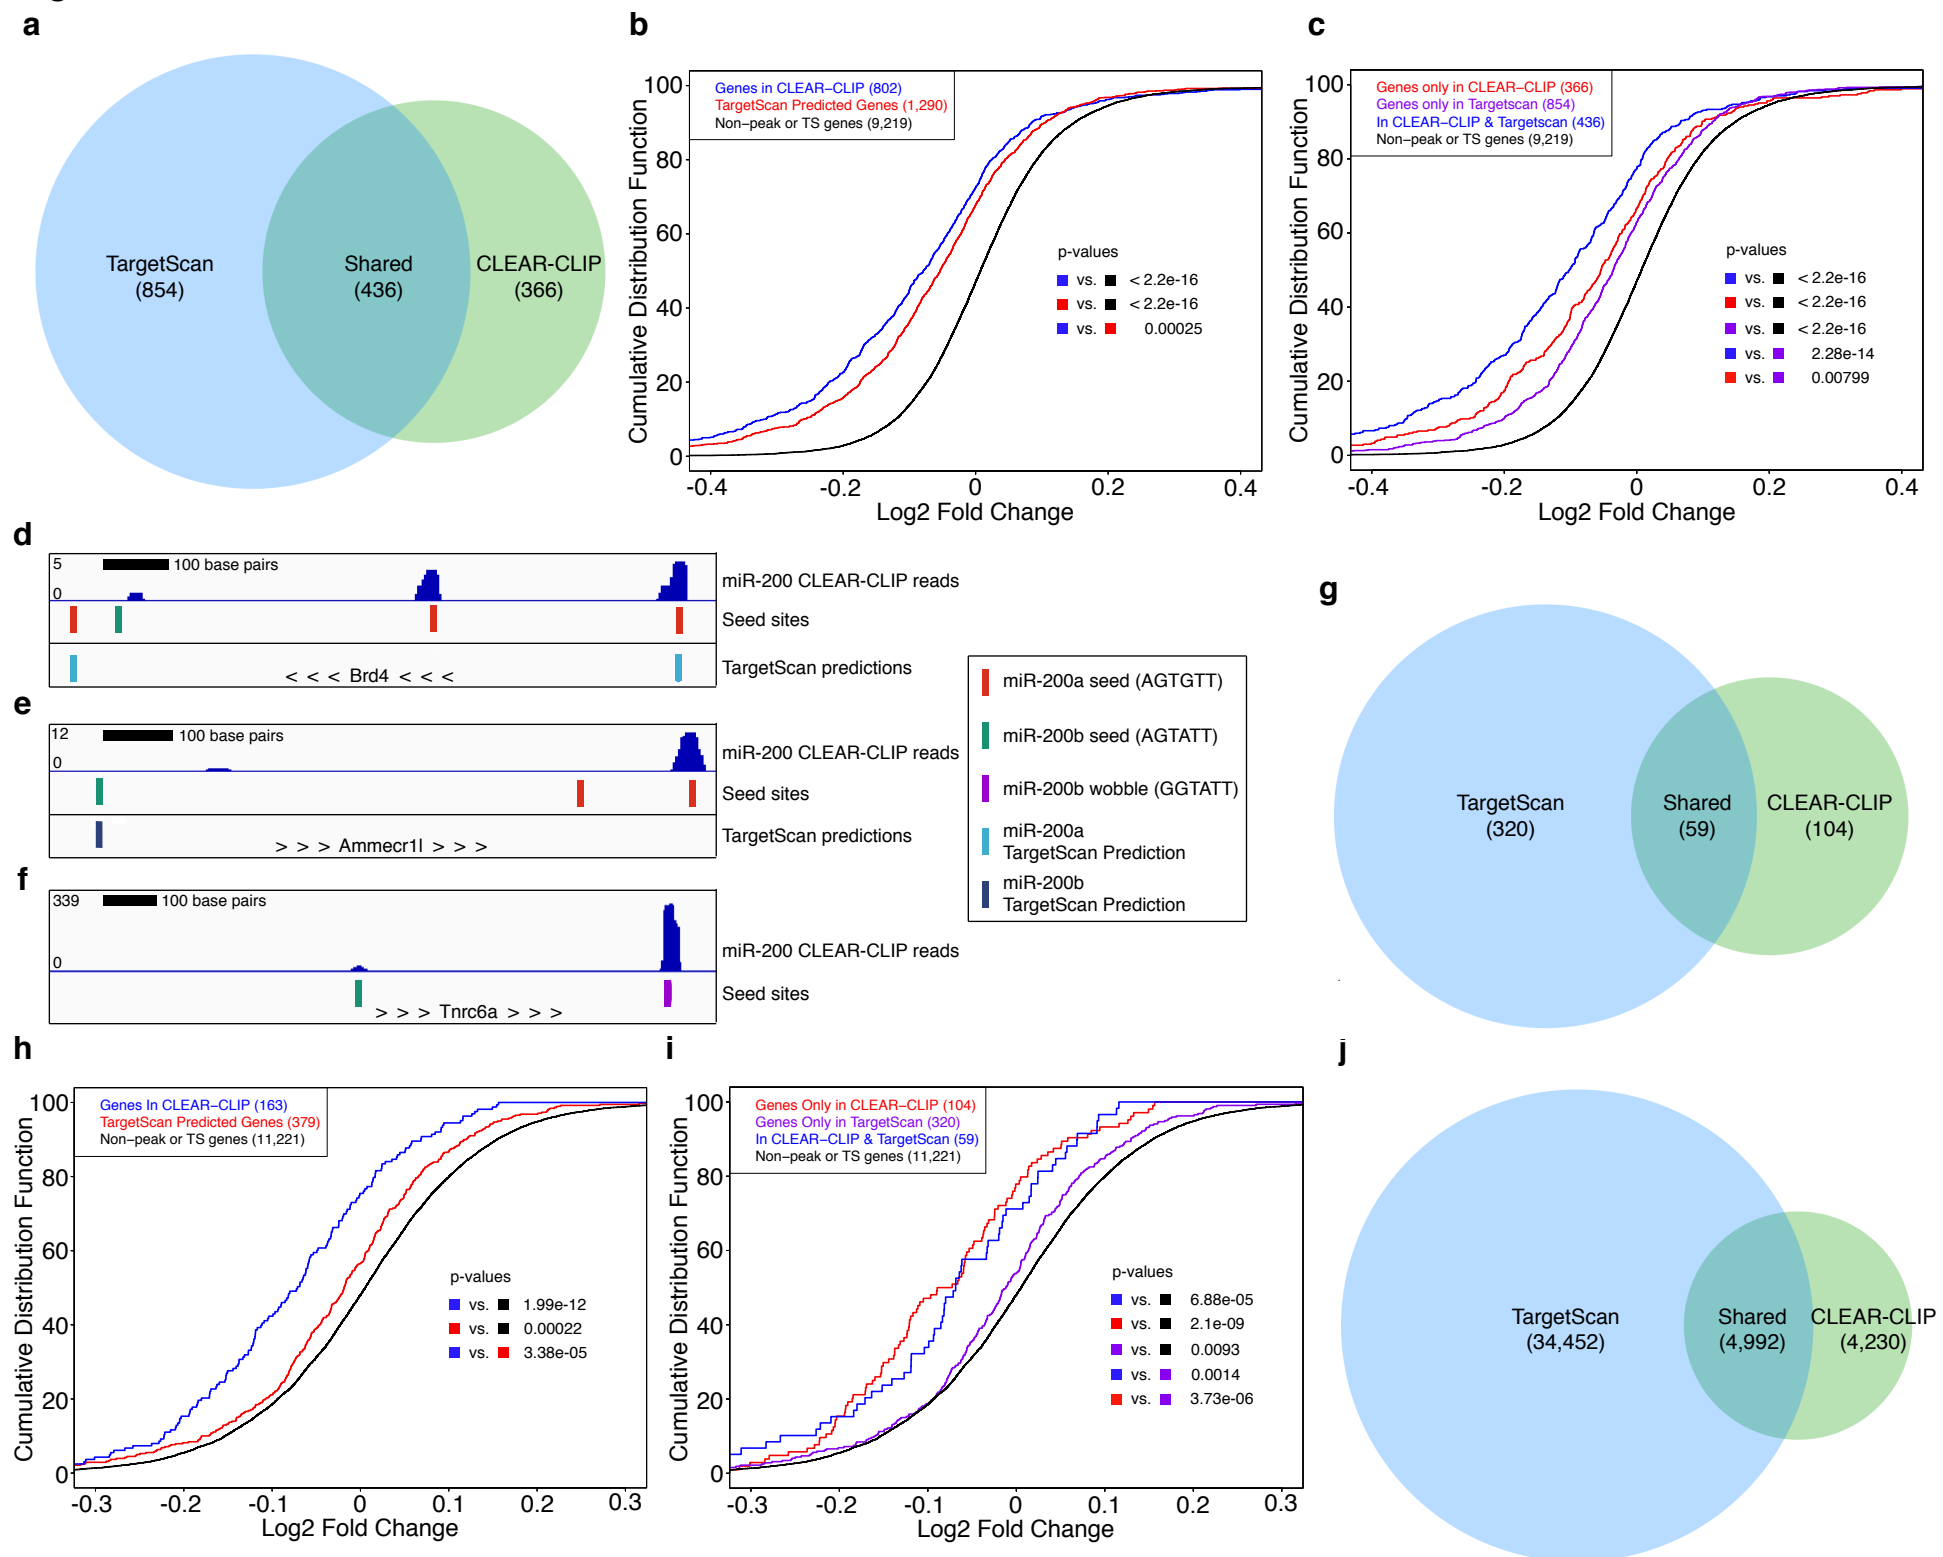 a
TargetScan
(854)
Shared
(436)
CLEAR-CLIP
(366)
b
Cumulative Distribution Function
100
80
60
40
20
0
Genes in CLEAR−CLIP (802)
TargetScan Predicted Genes (1,290)
Non−peak or TS genes (9,219)
p-values
vs. < 2.2e-16
vs. < 2.2e-16
vs. 0.00025
-0.4 -0.2 0 0.2 0.4
Log2 Fold Change
c
Cumulative Distribution Function
100
80
60
40
20
0
Genes only in CLEAR−CLIP (366)
Genes only in Targetscan (854)
In CLEAR−CLIP & Targetscan (436)
Non−peak or TS genes (9,219)
p-values
vs. < 2.2e-16
vs. < 2.2e-16
vs. < 2.2e-16
vs. 2.28e-14
vs. 0.00799
-0.4 -0.2 0 0.2 0.4
Log2 Fold Change
d
5
0
100 base pairs
miR-200 CLEAR-CLIP reads
Seed sites
TargetScan predictions
< < < Brd4 < < <
e
12
0
100 base pairs
miR-200 CLEAR-CLIP reads
Seed sites
TargetScan predictions
> > > Ammecr1l > > >
f
339
0
100 base pairs
miR-200 CLEAR-CLIP reads
Seed sites
> > > Tnrc6a > > >
miR-200a seed (AGTGTT)
miR-200b seed (AGTATT)
miR-200b wobble (GGTATT)
miR-200a
TargetScan Prediction
miR-200b
TargetScan Prediction
g
TargetScan
(320)
Shared
(59)
CLEAR-CLIP
(104)
h
Cumulative Distribution Function
100
80
60
40
20
0
Genes In CLEAR−CLIP (163)
TargetScan Predicted Genes (379)
Non−peak or TS genes (11,221)
p-values
vs. 1.99e-12
vs. 0.00022
vs. 3.38e-05
-0.3 -0.2 -0.1 0 0.1 0.2 0.3
Log2 Fold Change
i
Cumulative Distribution Function
100
80
60
40
20
0
Genes Only in CLEAR−CLIP (104)
Genes Only in TargetScan (320)
In CLEAR−CLIP & TargetScan (59)
Non−peak or TS genes (11,221)
p-values
vs. 6.88e-05
vs. 2.1e-09
vs. 0.0093
vs. 0.0014
vs. 3.73e-06
-0.3 -0.2 -0.1 0 0.1 0.2 0.3
Log2 Fold Change
j
TargetScan
(34,452)
Shared
(4,992)
CLEAR-CLIP
(4,230)